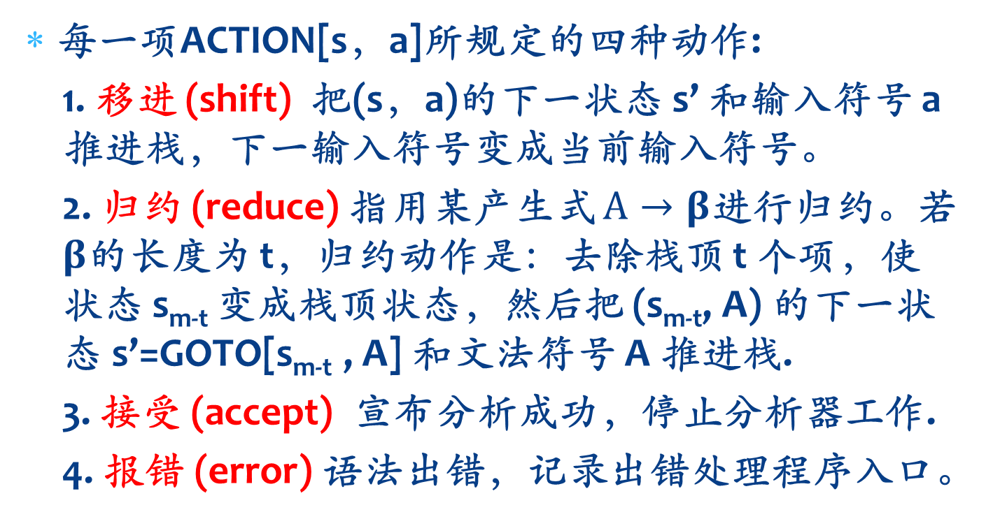 * 每一项ACTION[s，a]所规定的四种动作:
1. 移进 (shift) 把(s，a)的下一状态 s’ 和输入符号 a
推进栈，下一输入符号变成当前输入符号。
2. 归约 (reduce) 指用某产生式A → β进行归约。若
β的长度为 t，归约动作是：去除栈顶 t 个项，使
状态 sm-t 变成栈顶状态，然后把 (sm-t, A) 的下一状
态 s’=GOTO[sm-t , A] 和文法符号 A 推进栈.
3. 接受 (accept) 宣布分析成功，停止分析器工作.
4. 报错 (error) 语法出错，记录出错处理程序入口。